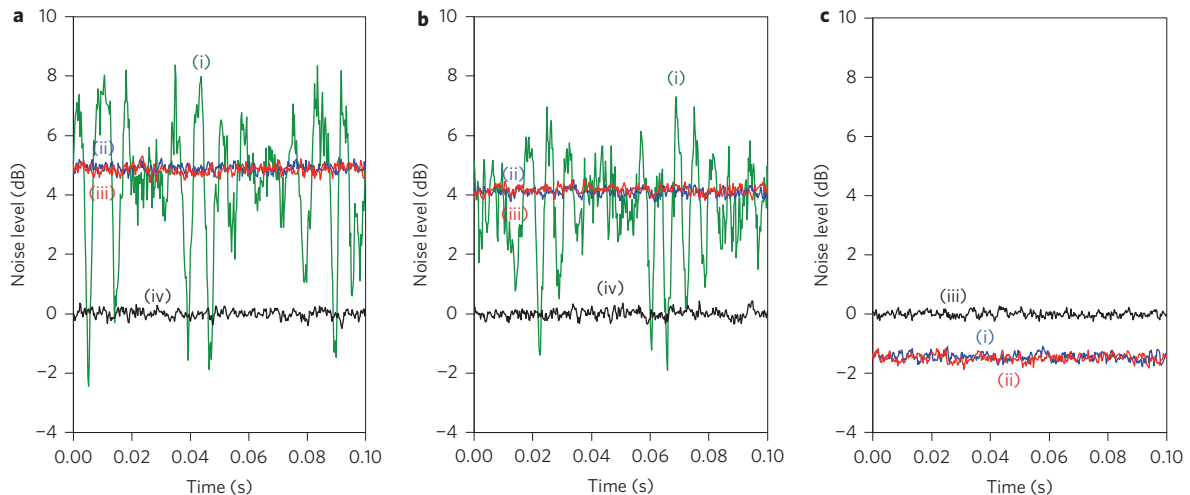 a
10
8
6
4
2
0
−2
−4
Noise level (dB)
(i)
(ii)
(iii)
(iv)
0.00 0.02 0.04 0.06 0.08 0.10
Time (s)
b
10
8
6
4
2
0
−2
−4
Noise level (dB)
(i)
(ii)
(iii)
(iv)
0.00 0.02 0.04 0.06 0.08 0.10
Time (s)
c
10
8
6
4
2
0
−2
−4
Noise level (dB)
(iii)
(i)
(ii)
0.00 0.02 0.04 0.06 0.08 0.10
Time (s)